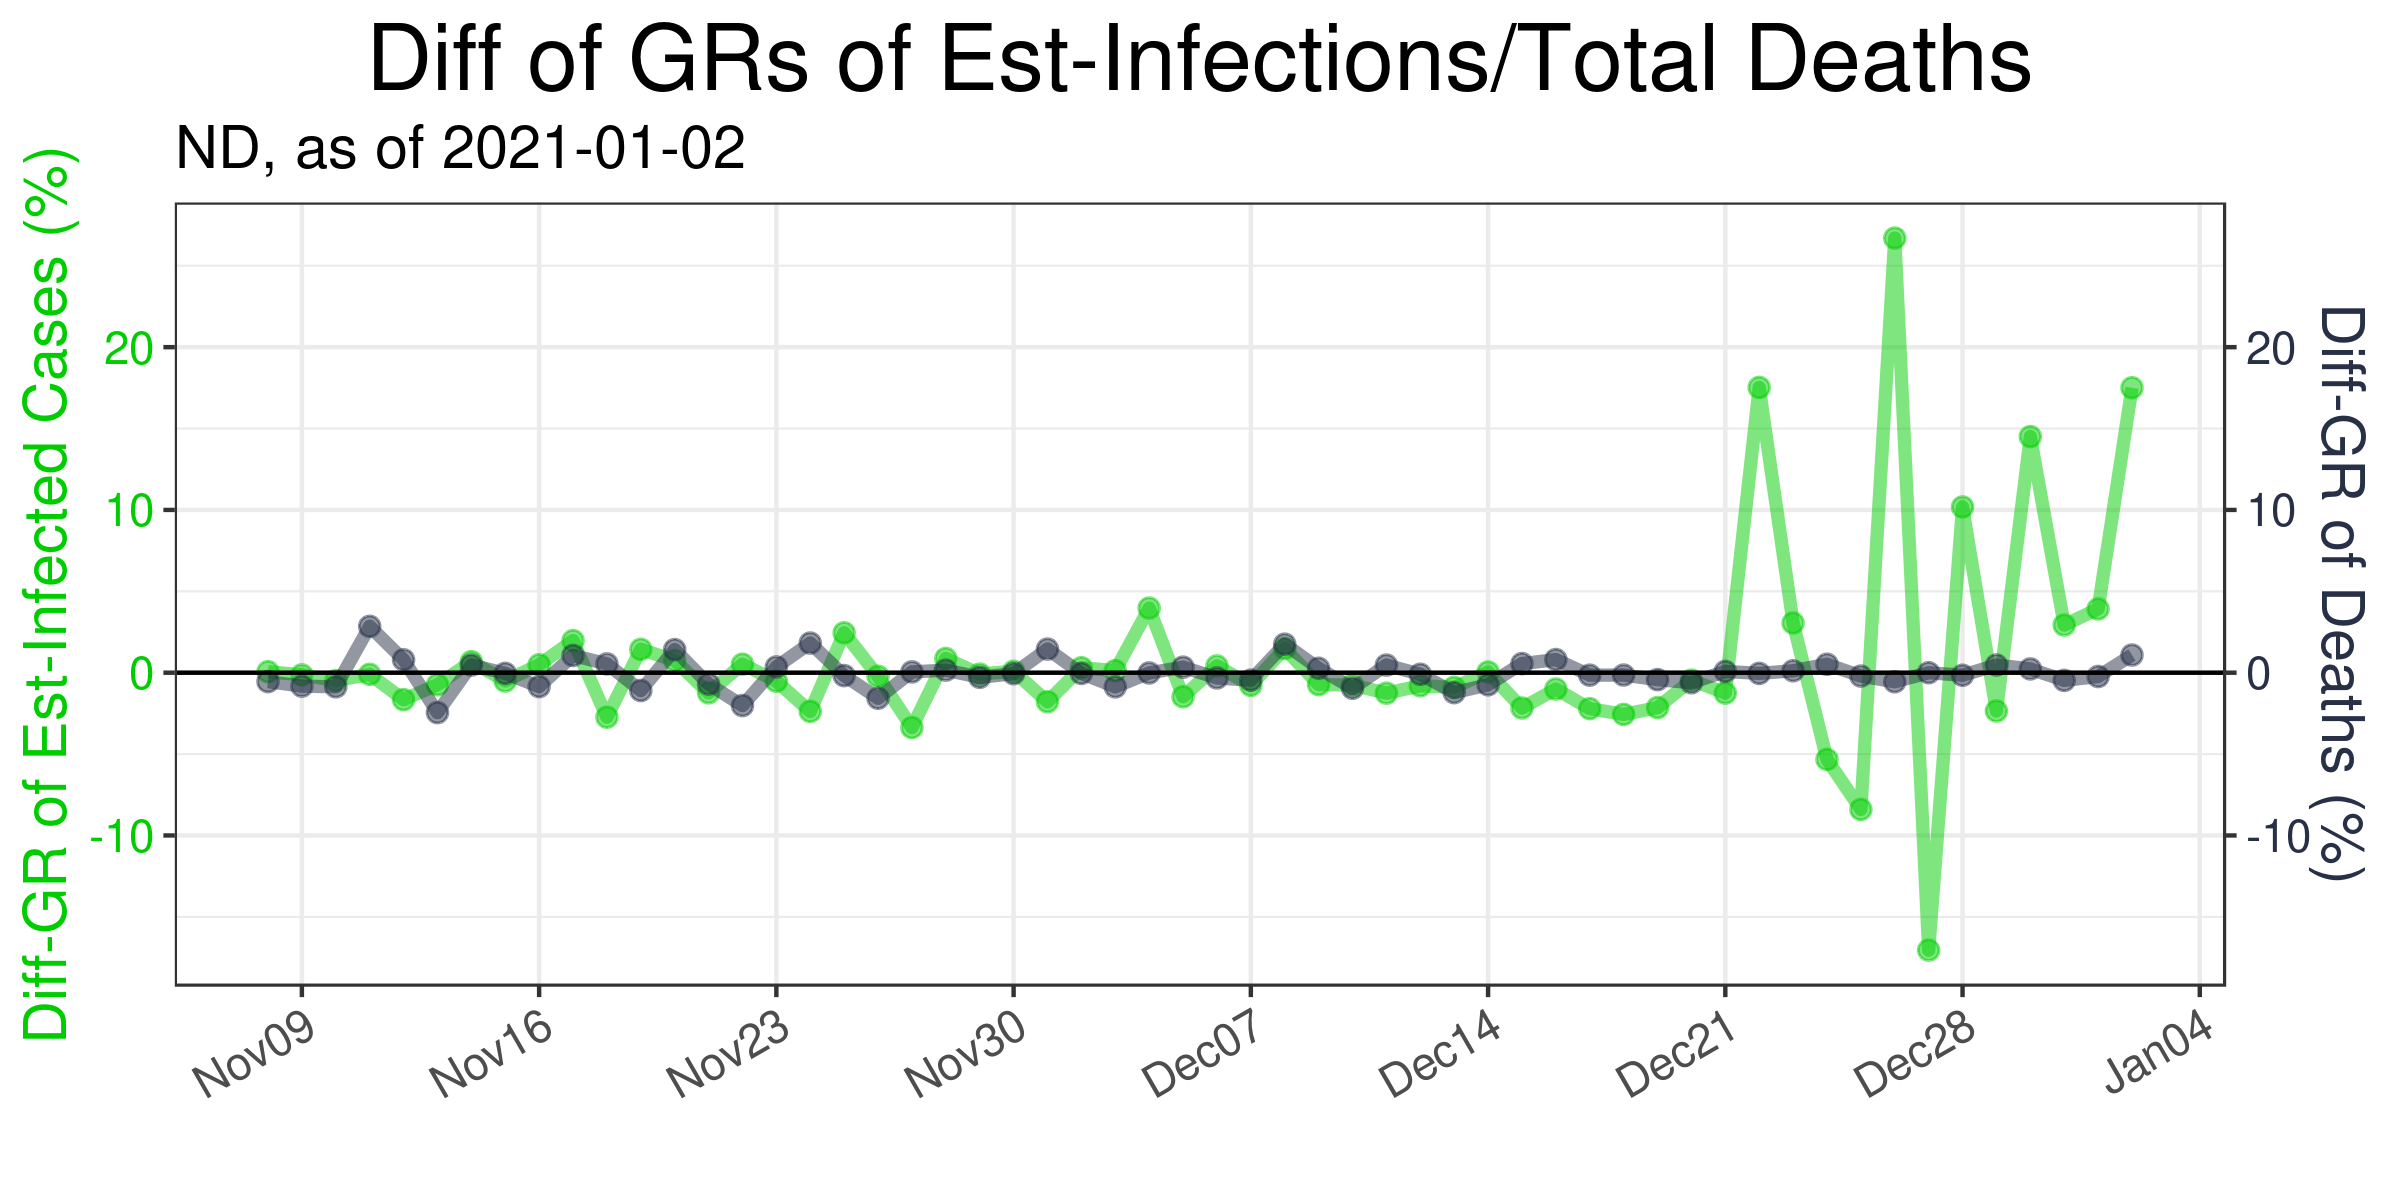 Diff of GRs of Est-Infections/Total Deaths
ND, as of 2021-01-02
Diff-GR of Est-Infected Cases (%)
20
10
0
-10
20
10
0
-10
Diff-GR of Deaths (%)
Nov09
Nov16
Nov23
Nov30
Dec07
Dec14
Dec21
Dec28
Jan04